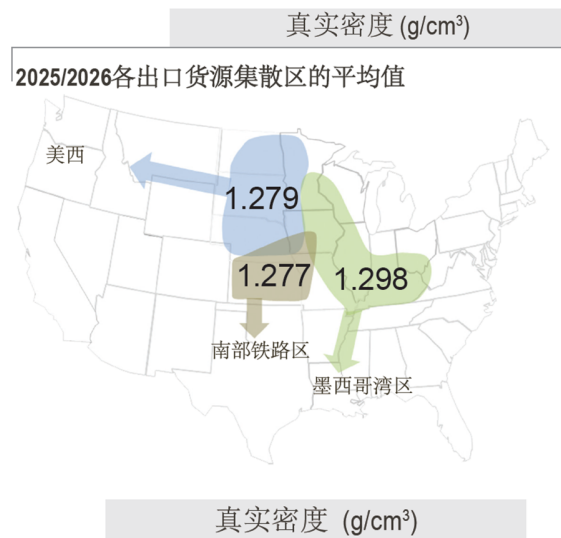 真实密度 (g/cm³)
2025/2026各出口货源集散区的平均值
美西
1.279
1.277
1.298
南部铁路区
墨西哥湾区
真实密度 (g/cm³)